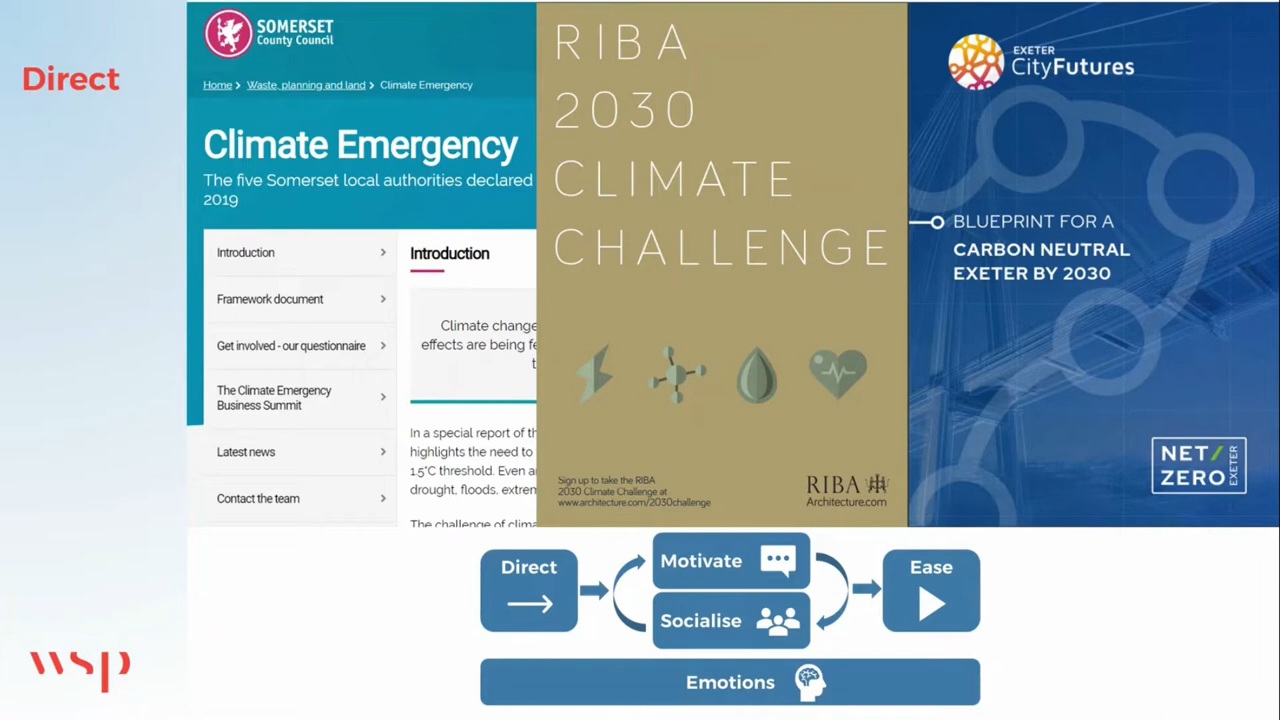 Direct
SOMERSET
County Council
Home > Waste, planning and land > Climate Emergency
Climate Emergency
The five Somerset local authorities declared
2019
Introduction
Framework document
Get involved - our questionnaire
The Climate Emergency
Business Summit
Latest news
Contact the team
Introduction
Climate change
effects are being fe
t
In a special report of th
highlights the need to
1.5°C threshold. Even a
drought, floods, extrem
The challenge of clima
RIBA
2030
CLIMATE
CHALLENGE
Sign up to take the RIBA
2030 Climate Challenge at
www.architecture.com/2030challenge
RIBA
Architecture.com
EXETER
CityFutures
BLUEPRINT FOR A
CARBON NEUTRAL
EXETER BY 2030
NET/
ZERO
EXETER
Direct
Motivate
Socialise
Ease
Emotions
wsp